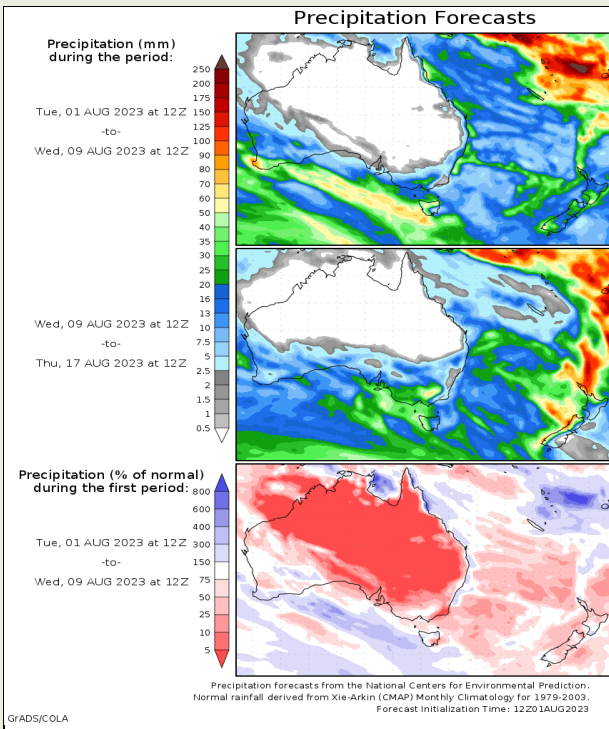 Precipitation Forecasts
Precipitation (mm)
during the period:
Tue, 01 AUG 2023 at 12Z
-to-
Wed, 09 AUG 2023 at 12Z
250
200
175
150
125
100
90
80
70
60
50
40
35
30
25
20
16
13
10
7.5
5
2.5
2
1.5
1
0.5
Wed, 09 AUG 2023 at 12Z
-to-
Thu, 17 AUG 2023 at 12Z
Precipitation (% of normal)
during the first period:
Tue, 01 AUG 2023 at 12Z
-to-
Wed, 09 AUG 2023 at 12Z
800
600
400
300
150
75
50
25
10
5
Precipitation forecasts from the National Centers for Environmental Prediction.
Normal rainfall derived from Xie-Arkin (CMAP) Monthly Climatology for 1979-2003.
Forecast Initialization Time: 12Z01AUG2023
GrADS/COLA